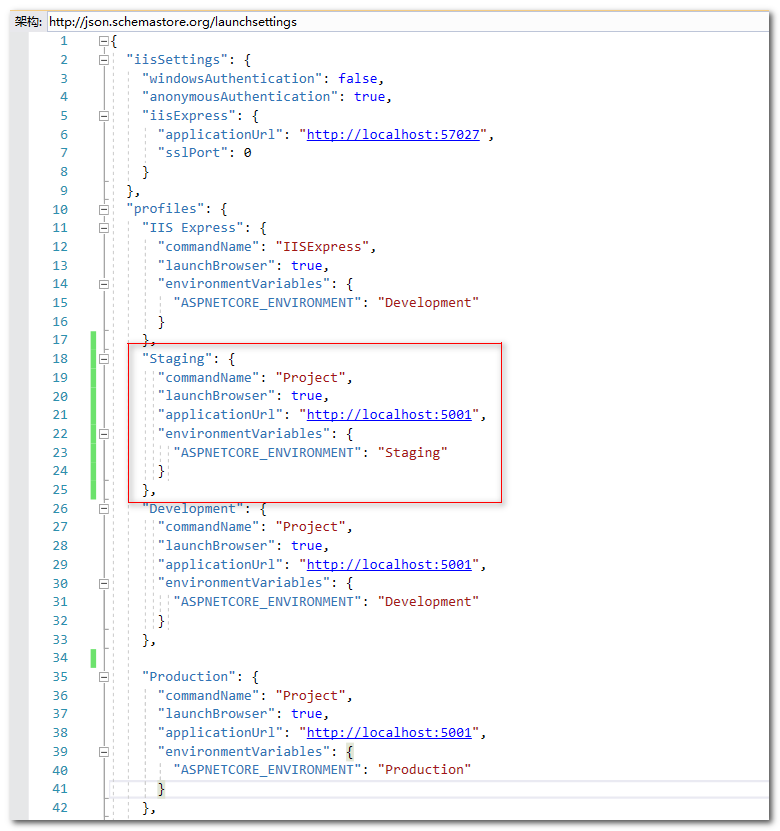 架构: http://json.schemastore.org/launchsettings
1 {
2 "iisSettings": {
3 "windowsAuthentication": false,
4 "anonymousAuthentication": true,
5 "iisExpress": {
6 "applicationUrl": "http://localhost:57027",
7 "sslPort": 0
8 }
9 },
10 "profiles": {
11 "IIS Express": {
12 "commandName": "IISExpress",
13 "launchBrowser": true,
14 "environmentVariables": {
15 "ASPNETCORE_ENVIRONMENT": "Development"
16 }
17 },
18 "Staging": {
19 "commandName": "Project",
20 "launchBrowser": true,
21 "applicationUrl": "http://localhost:5001",
22 "environmentVariables": {
23 "ASPNETCORE_ENVIRONMENT": "Staging"
24 }
25 },
26 "Development": {
27 "commandName": "Project",
28 "launchBrowser": true,
29 "applicationUrl": "http://localhost:5001",
30 "environmentVariables": {
31 "ASPNETCORE_ENVIRONMENT": "Development"
32 }
33 },
34
35 "Production": {
36 "commandName": "Project",
37 "launchBrowser": true,
38 "applicationUrl": "http://localhost:5001",
39 "environmentVariables": {
40 "ASPNETCORE_ENVIRONMENT": "Production"
41 }
42 },